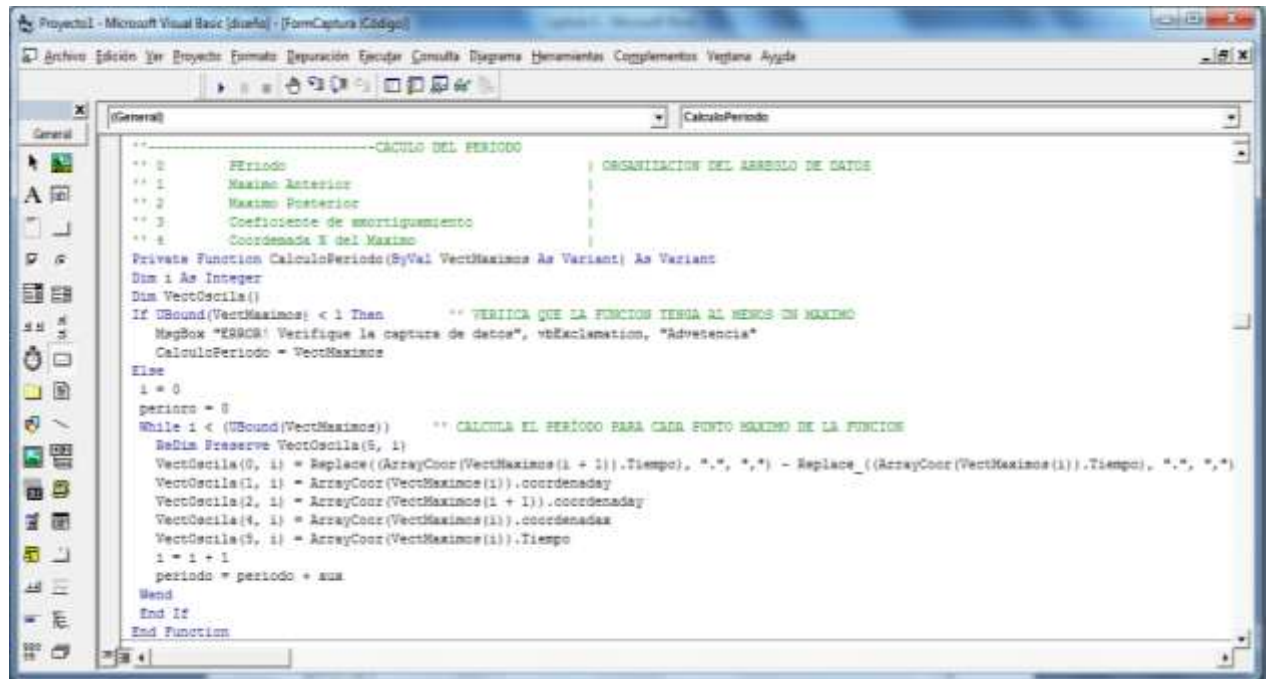 Proyecto1 - Microsoft Visual Basic [diseño] - [FormCaptura (Código)]
Archivo Edición Ver Proyecto Formato Depuración Ejecutar Consulta Diagrama Herramientas Complementos Ventana Ayuda
General
(General) CalculoPeriodo
''----------------------------CACULO DEL PERIODO
'' 0 PEriodo | ORGANIZACION DEL ARREGLO DE DATOS
'' 1 Maximo Anterior |
'' 2 Maximo Posterior |
'' 3 Coeficiente de amortiguamiento |
'' 4 Coordenada X del Maximo |
Private Function CalculoPeriodo(ByVal VectMaximos As Variant) As Variant
Dim i As Integer
Dim VectOscila()
If UBound(VectMaximos) < 1 Then '' VERIICA QUE LA FUNCION TENGA AL MENOS UN MAXIMO
MsgBox "ERROR! Verifique la captura de datos", vbExclamation, "Advetencia"
CalculoPeriodo = VectMaximos
Else
i = 0
perioro = 0
While i < (UBound(VectMaximos)) '' CALCULA EL PERÍODO PARA CADA PUNTO MAXIMO DE LA FUNCION
ReDim Preserve VectOscila(5, i)
VectOscila(0, i) = Replace((ArrayCoor(VectMaximos(i + 1)).Tiempo), ".", ",") - Replace_((ArrayCoor(VectMaximos(i)).Tiempo), ".", ",")
VectOscila(1, i) = ArrayCoor(VectMaximos(i)).coordenaday
VectOscila(2, i) = ArrayCoor(VectMaximos(i + 1)).coordenaday
VectOscila(4, i) = ArrayCoor(VectMaximos(i)).coordenadax
VectOscila(5, i) = ArrayCoor(VectMaximos(i)).Tiempo
i = i + 1
periodo = periodo + aux
Wend
End If
End Function